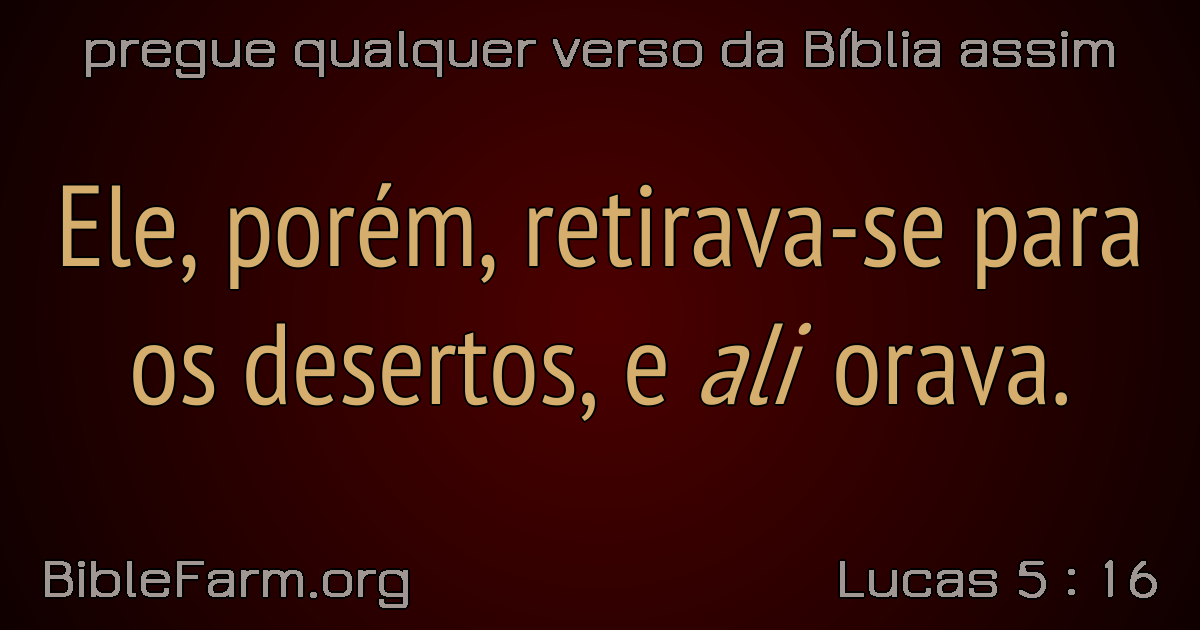 pregue qualquer verso da Bíblia assim
Ele, porém, retirava-se para
os desertos, e ali orava.
BibleFarm.org
Lucas 5 : 16